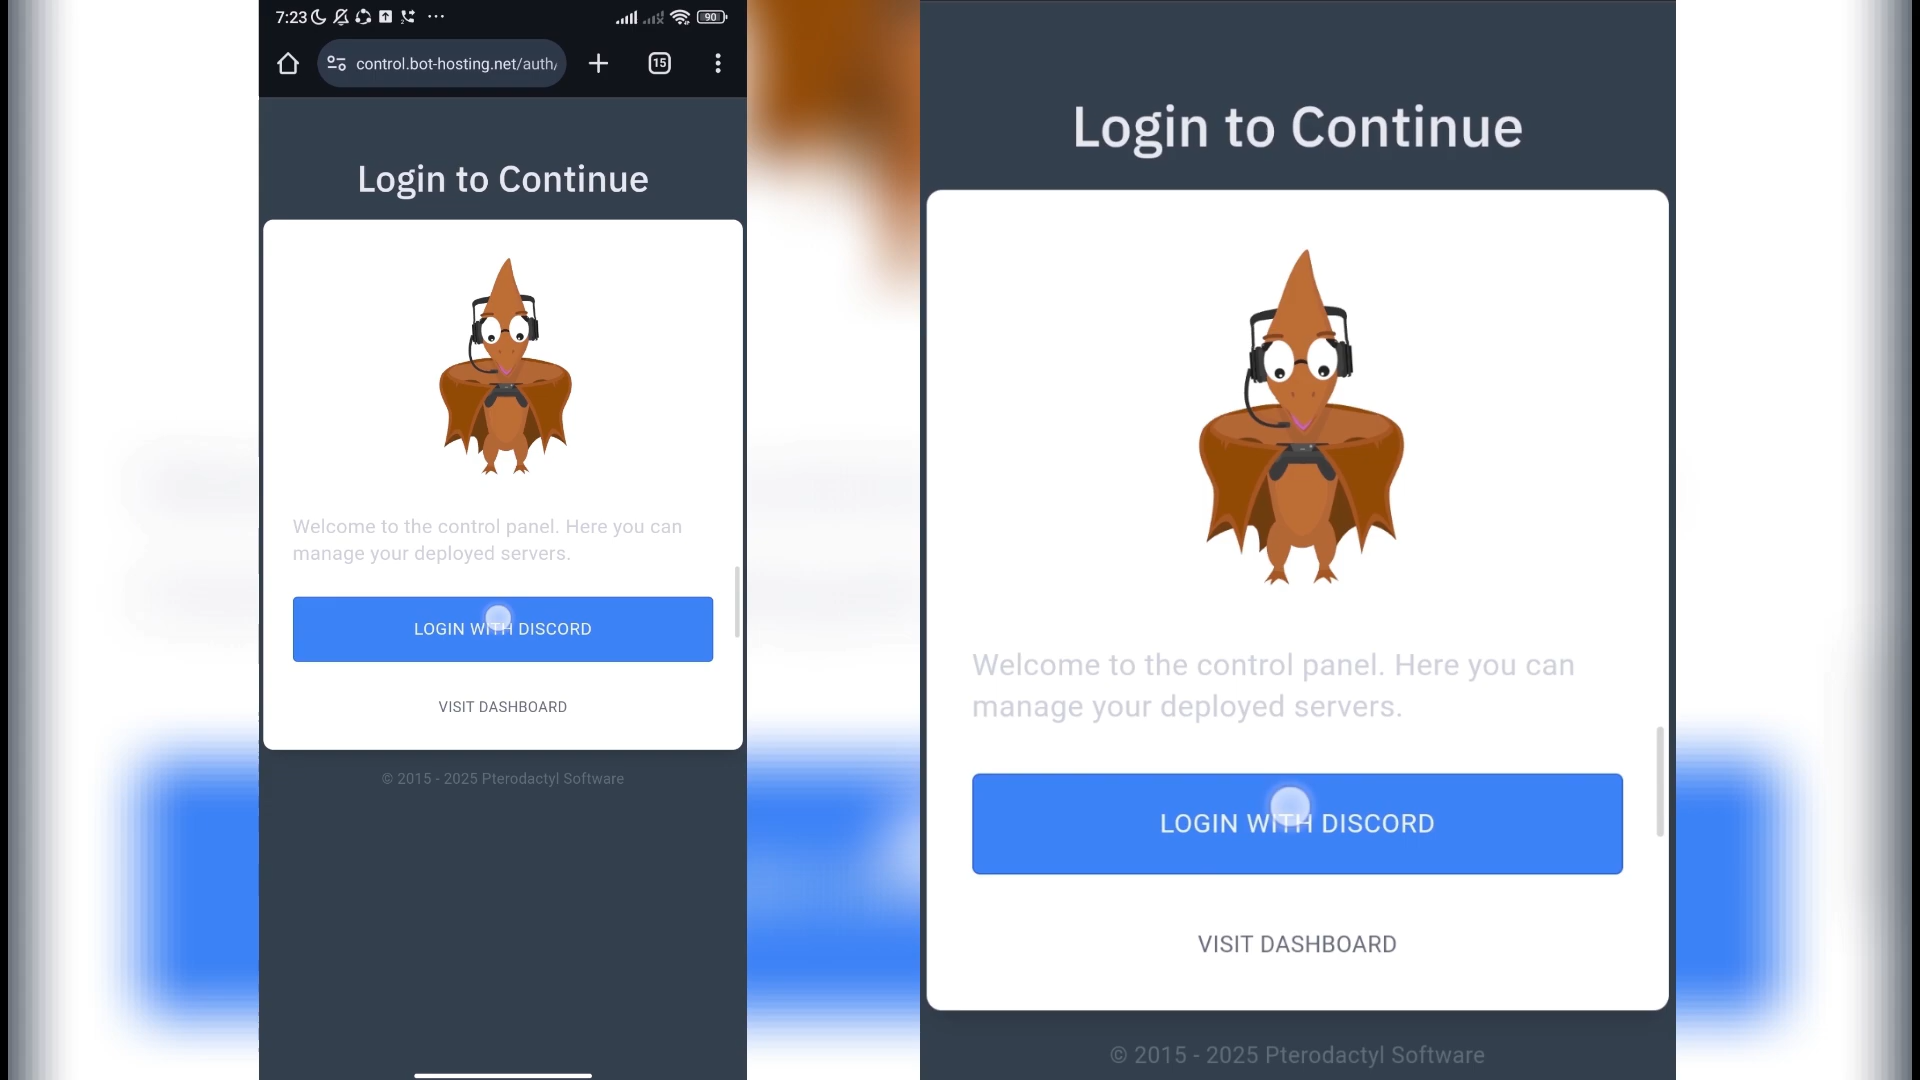 7:23
90
control.bot-hosting.net/auth/
15
Login to Continue
Welcome to the control panel. Here you can
manage your deployed servers.
LOGIN WITH DISCORD
VISIT DASHBOARD
© 2015 - 2025 Pterodactyl Software
Login to Continue
Welcome to the control panel. Here you can
manage your deployed servers.
LOGIN WITH DISCORD
VISIT DASHBOARD
© 2015 - 2025 Pterodactyl Software